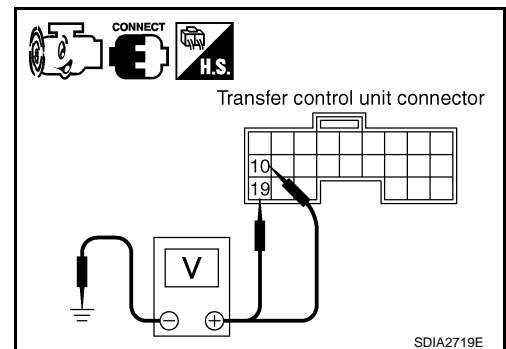 CONNECT
H.S.
Transfer control unit connector
10
19
V
− +
SDIA2719E